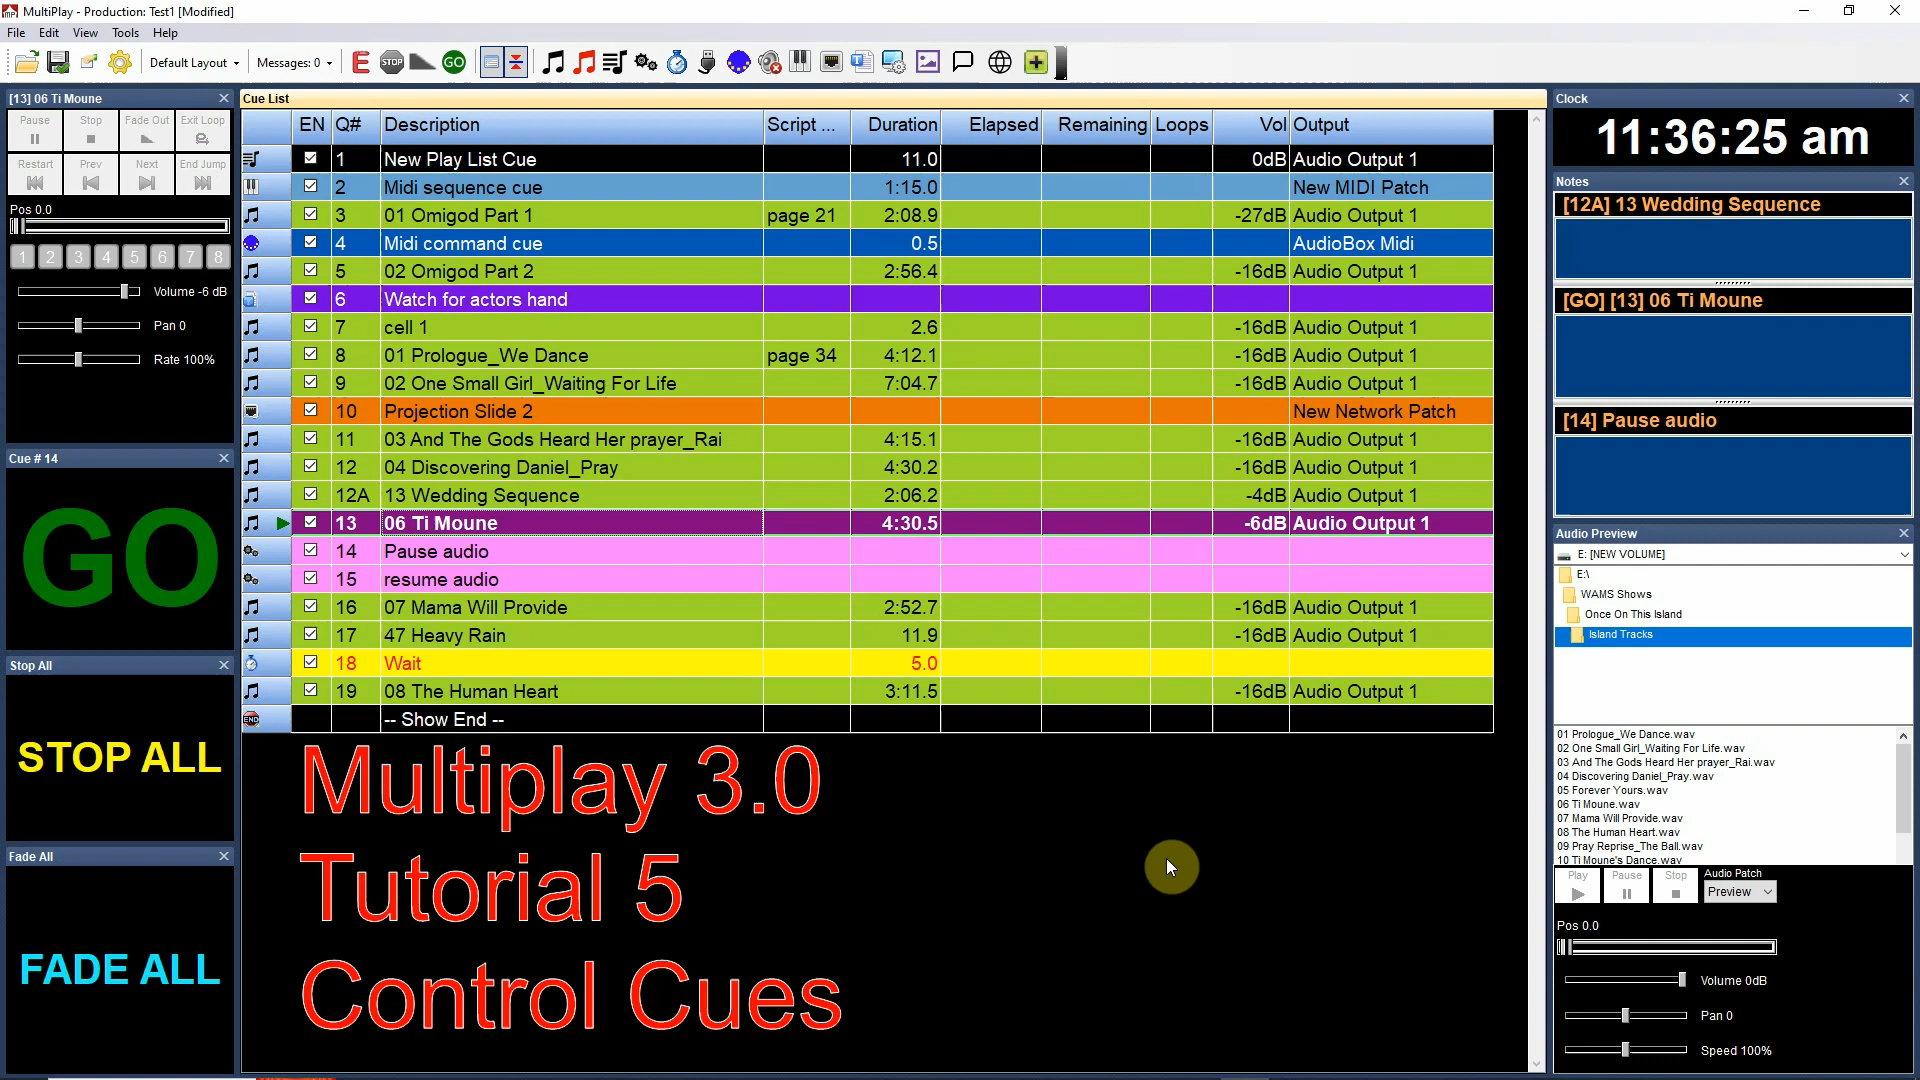 MultiPlay - Production: Test1 [Modified]
File Edit View Tools Help
Default Layout Messages: 0 E STOP GO
[13] 06 Ti Moune
Pause Stop Fade Out Exit Loop
Restart Prev Next End Jump
Pos 0.0
1 2 3 4 5 6 7 8
Volume -6 dB
Pan 0
Rate 100%
Cue # 14
GO
Stop All
STOP ALL
Fade All
FADE ALL
Cue List
EN Q# Description Script ... Duration Elapsed Remaining Loops Vol Output
1 New Play List Cue 11.0 0dB Audio Output 1
2 Midi sequence cue 1:15.0 New MIDI Patch
3 01 Omigod Part 1 page 21 2:08.9 -27dB Audio Output 1
4 Midi command cue 0.5 AudioBox Midi
5 02 Omigod Part 2 2:56.4 -16dB Audio Output 1
6 Watch for actors hand
7 cell 1 2.6 -16dB Audio Output 1
8 01 Prologue_We Dance page 34 4:12.1 -16dB Audio Output 1
9 02 One Small Girl_Waiting For Life 7:04.7 -16dB Audio Output 1
10 Projection Slide 2 New Network Patch
11 03 And The Gods Heard Her prayer_Rai 4:15.1 -16dB Audio Output 1
12 04 Discovering Daniel_Pray 4:30.2 -16dB Audio Output 1
12A 13 Wedding Sequence 2:06.2 -4dB Audio Output 1
13 06 Ti Moune 4:30.5 -6dB Audio Output 1
14 Pause audio
15 resume audio
16 07 Mama Will Provide 2:52.7 -16dB Audio Output 1
17 47 Heavy Rain 11.9 -16dB Audio Output 1
18 Wait 5.0
19 08 The Human Heart 3:11.5 -16dB Audio Output 1
END -- Show End --
Multiplay 3.0
Tutorial 5
Control Cues
Clock
11:36:25 am
Notes
[12A] 13 Wedding Sequence
[GO] [13] 06 Ti Moune
[14] Pause audio
Audio Preview
E: [NEW VOLUME]
E:\
WAMS Shows
Once On This Island
Island Tracks
01 Prologue_We Dance.wav
02 One Small Girl_Waiting For Life.wav
03 And The Gods Heard Her prayer_Rai.wav
04 Discovering Daniel_Pray.wav
05 Forever Yours.wav
06 Ti Moune.wav
07 Mama Will Provide.wav
08 The Human Heart.wav
09 Pray Reprise_The Ball.wav
10 Ti Moune's Dance.wav
Play Pause Stop Audio Patch
Preview
Pos 0.0
Volume 0dB
Pan 0
Speed 100%